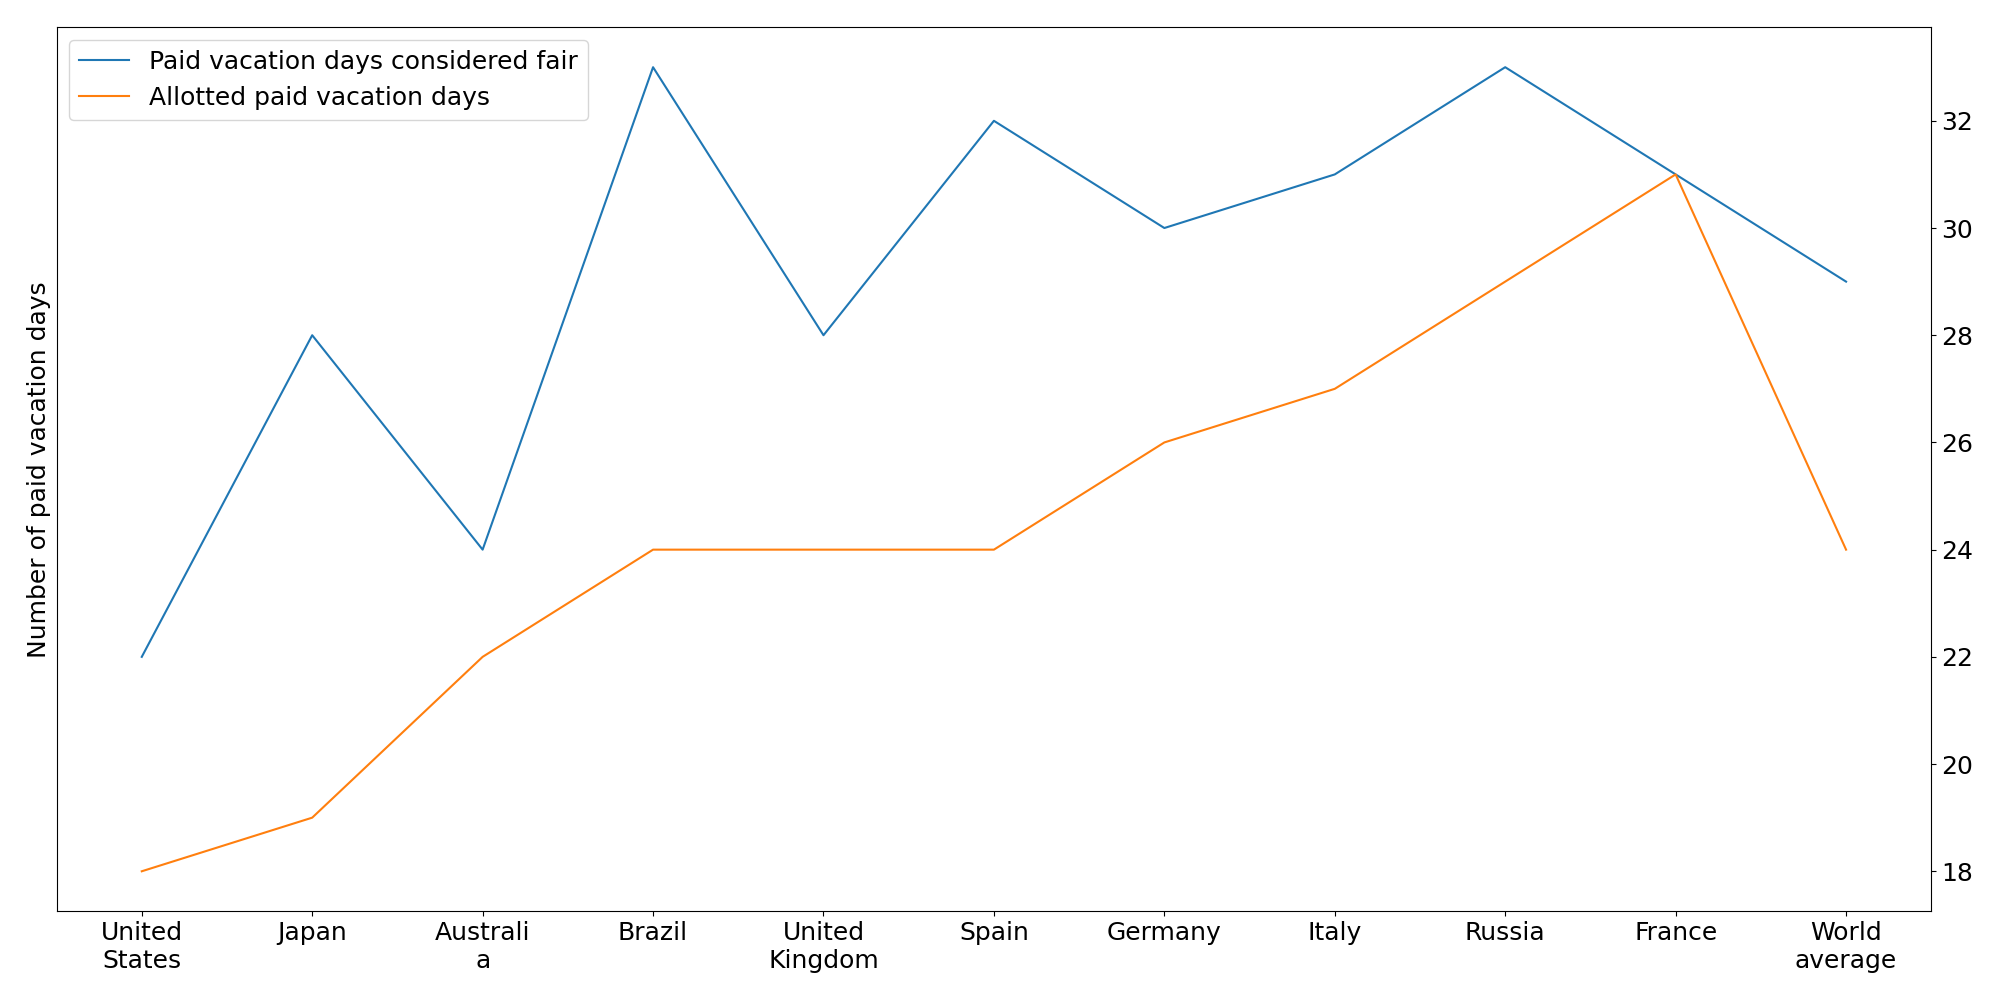 Paid vacation days considered fair
Allotted paid vacation days
Number of paid vacation days
32
30
28
26
24
22
20
18
United
States
Japan
Australi
a
Brazil
United
Kingdom
Spain
Germany
Italy
Russia
France
World
average